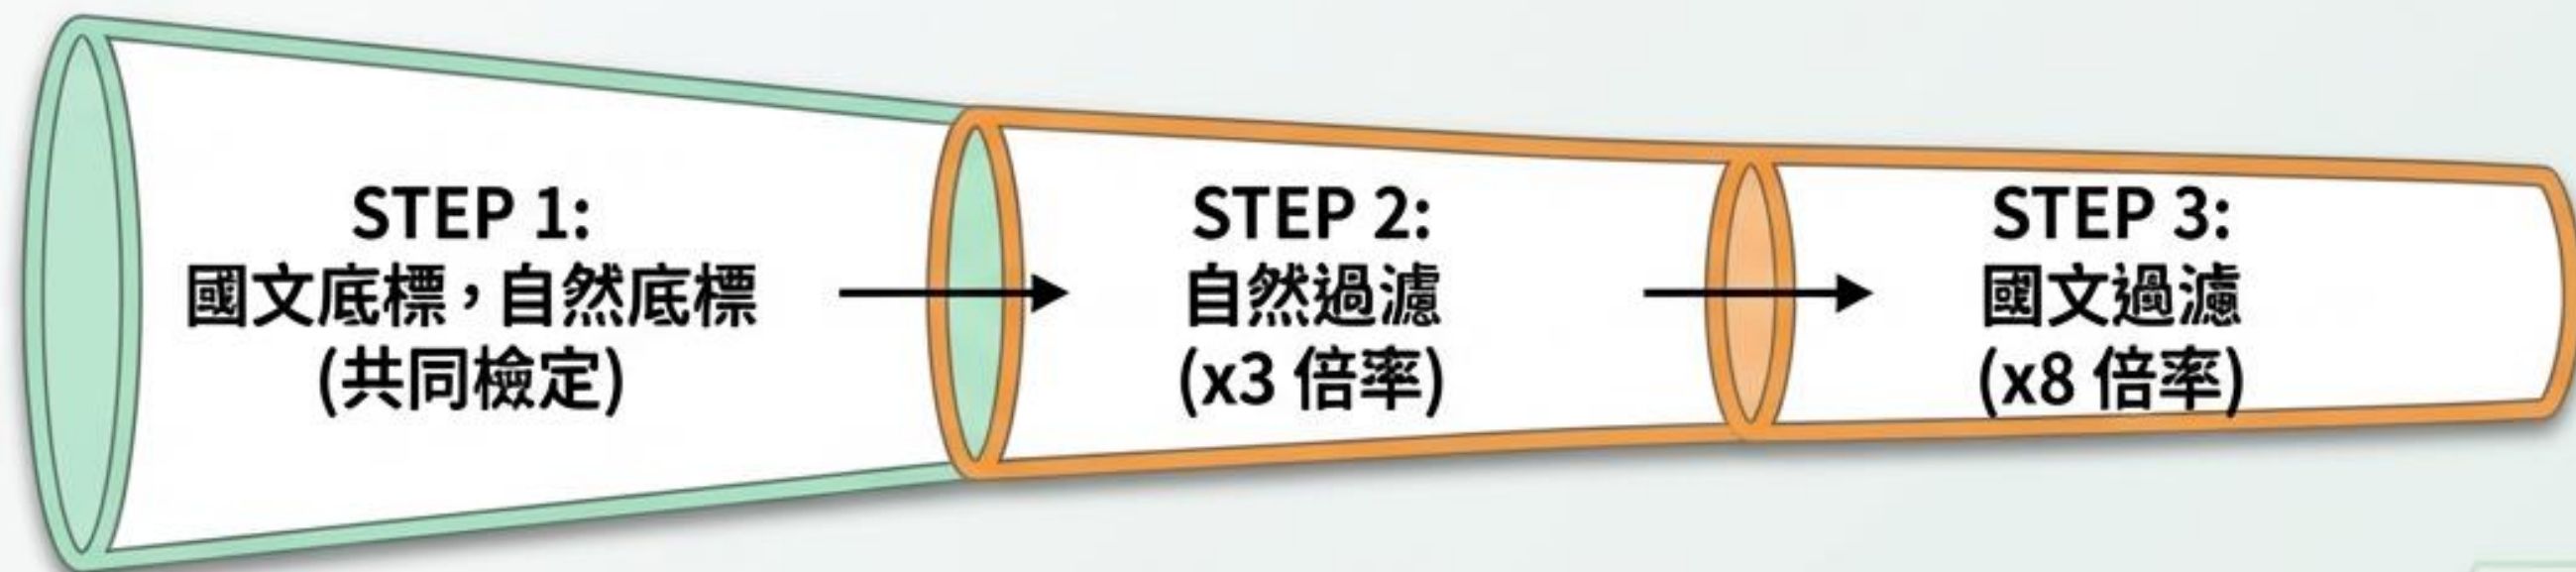 STEP 1:
國文底標，自然底標
(共同檢定)
STEP 2:
自然過濾
(x3 倍率)
STEP 3:
國文過濾
(x8 倍率)